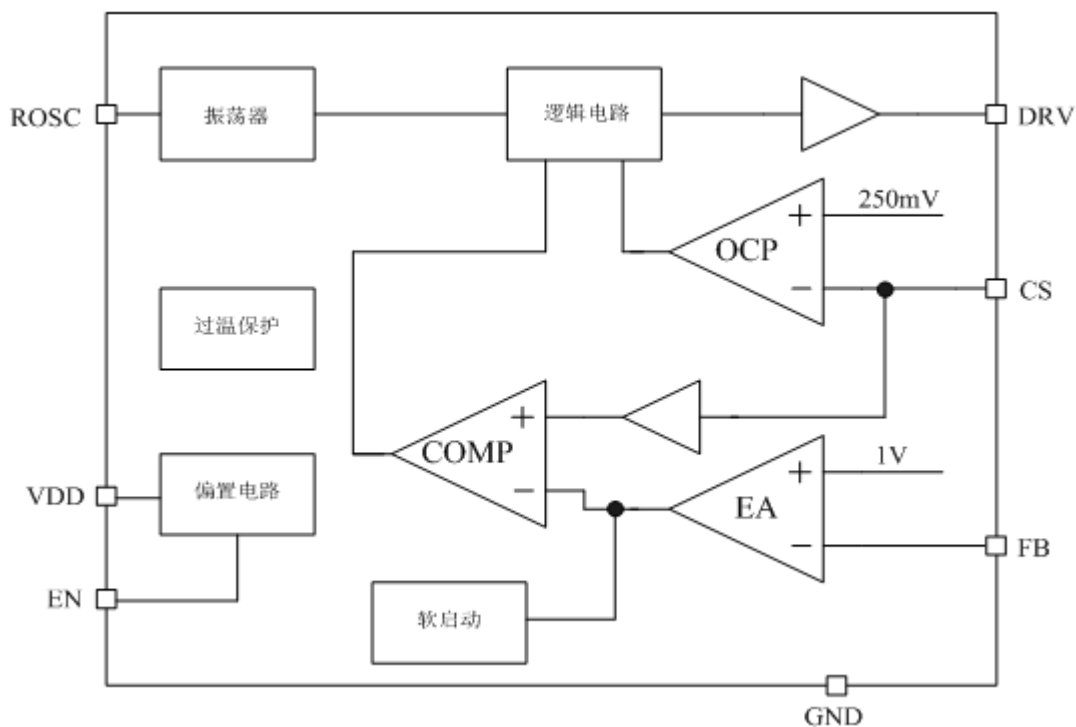 ROSC
振荡器
逻辑电路
DRV
250mV
+
OCP
−
CS
过温保护
+
COMP
−
1V
+
EA
−
FB
VDD
偏置电路
EN
软启动
GND